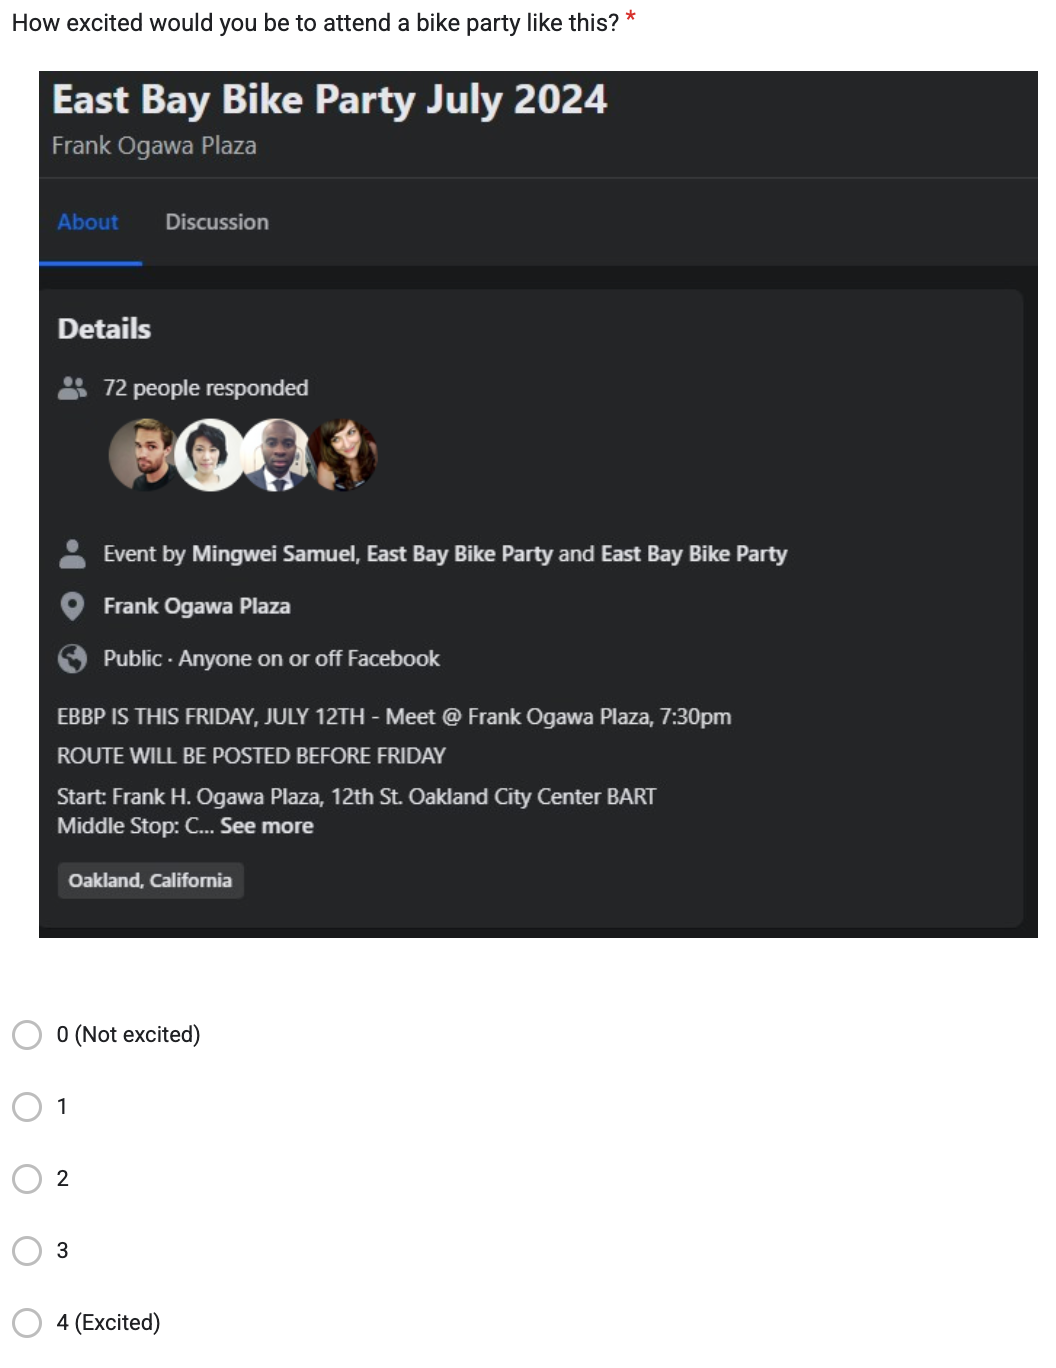 How excited would you be to attend a bike party like this? *
East Bay Bike Party July 2024
Frank Ogawa Plaza
About Discussion
Details
72 people responded
Event by Mingwei Samuel, East Bay Bike Party and East Bay Bike Party
Frank Ogawa Plaza
Public · Anyone on or off Facebook
EBBP IS THIS FRIDAY, JULY 12TH - Meet @ Frank Ogawa Plaza, 7:30pm
ROUTE WILL BE POSTED BEFORE FRIDAY
Start: Frank H. Ogawa Plaza, 12th St. Oakland City Center BART
Middle Stop: C... See more
Oakland, California
0 (Not excited)
1
2
3
4 (Excited)